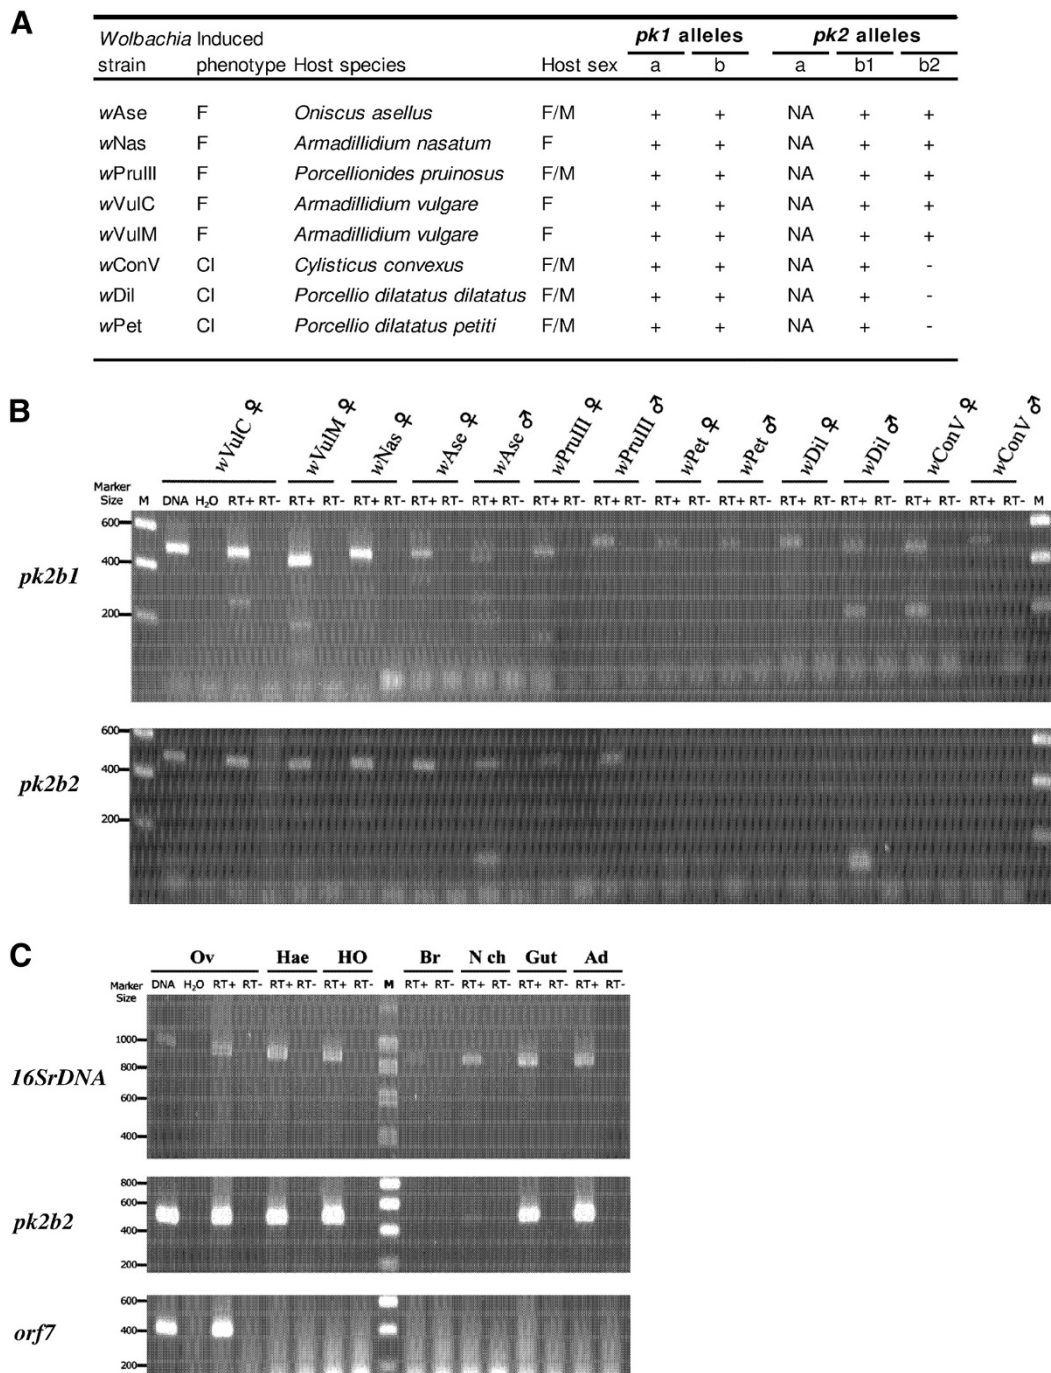 A
Wolbachia Induced pk1 alleles pk2 alleles
strain phenotype Host species Host sex a b a b1 b2
wAse F Oniscus asellus F/M + + NA + +
wNas F Armadillidium nasatum F + + NA + +
wPruIII F Porcellionides pruinosus F/M + + NA + +
wVulC F Armadillidium vulgare F + + NA + +
wVulM F Armadillidium vulgare F + + NA + +
wConV CI Cylisticus convexus F/M + + NA + -
wDil CI Porcellio dilatatus dilatatus F/M + + NA + -
wPet CI Porcellio dilatatus petiti F/M + + NA + -
B
wVulC ♀ wVulM ♀ wNas ♀ wAse ♀ wAse ♂ wPruIII ♀ wPruIII ♂ wPet ♀ wPet ♂ wDil ♀ wDil ♂ wConV ♀ wConV ♂
Marker
Size M DNA H₂O RT+ RT- RT+ RT- RT+ RT- RT+ RT- RT+ RT- RT+ RT- RT+ RT- RT+ RT- RT+ RT- RT+ RT- RT+ RT- RT+ RT- RT+ RT- M
600
400
pk2b1
200
600
400
pk2b2
200
C
Ov Hae HO Br N ch Gut Ad
Marker
Size DNA H₂O RT+ RT- RT+ RT- RT+ RT- M RT+ RT- RT+ RT- RT+ RT- RT+ RT-
1000
800
16SrDNA
600
400
800
600
pk2b2
400
200
600
orf7
400
200